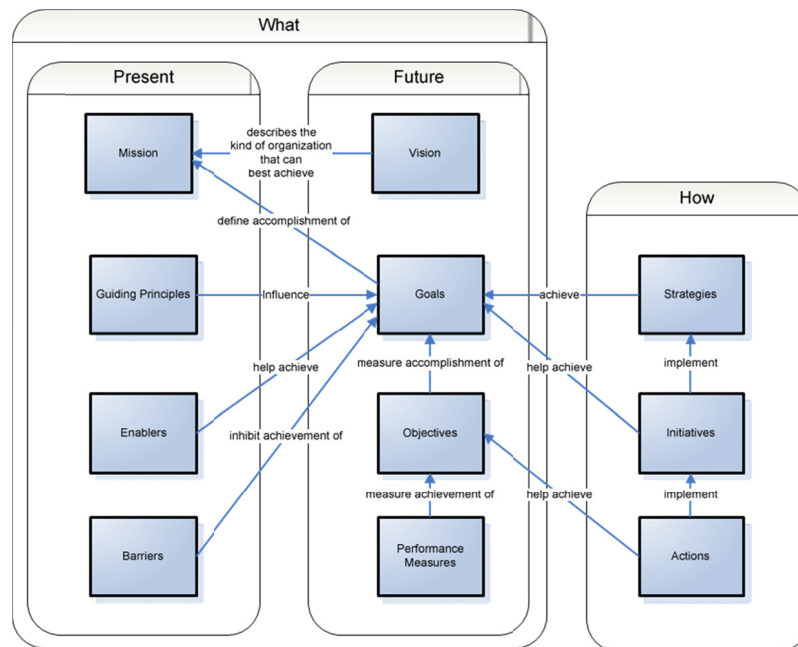 What
Present
Future
Mission
describes the
kind of organization
that can
best achieve
Vision
How
define accomplishment of
Guiding Principles
Influence
Goals
achieve
Strategies
help achieve
measure accomplishment of
help achieve
implement
Enablers
inhibit achievement of
Objectives
Initiatives
measure achievement of
help achieve
implement
Barriers
Performance
Measures
Actions